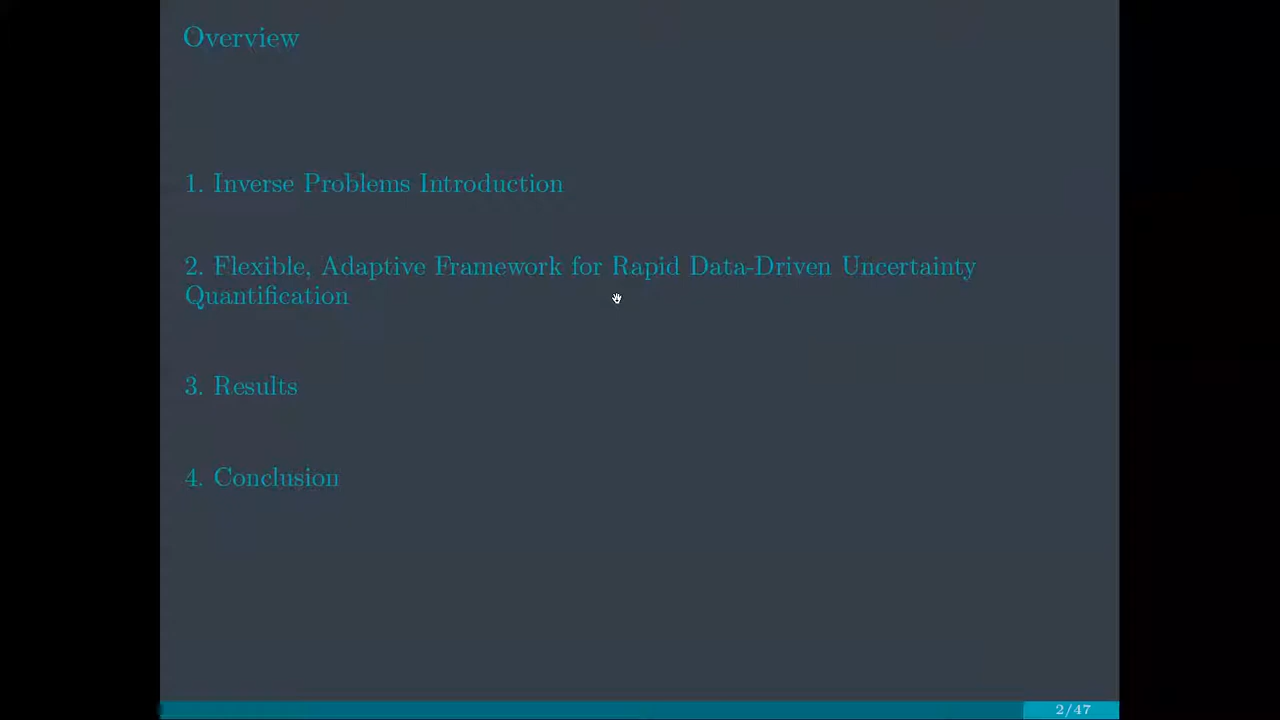 Overview
1. Inverse Problems Introduction
2. Flexible, Adaptive Framework for Rapid Data-Driven Uncertainty
Quantification
3. Results
4. Conclusion
2/47